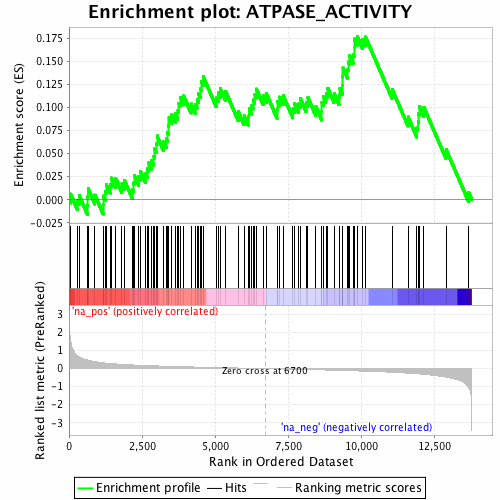 Enrichment plot: ATPASE_ACTIVITY
Enrichment score (ES)
0.175
0.150
0.125
0.100
0.075
0.050
0.025
0.000
-0.025
'na_pos' (positively correlated)
Ranked list metric (PreRanked)
3
2
1
0
-1
-2
-3
Zero cross at 6700
'na_neg' (negatively correlated)
0 2,500 5,000 7,500 10,000 12,500
Rank in Ordered Dataset
Enrichment profile Hits Ranking metric scores